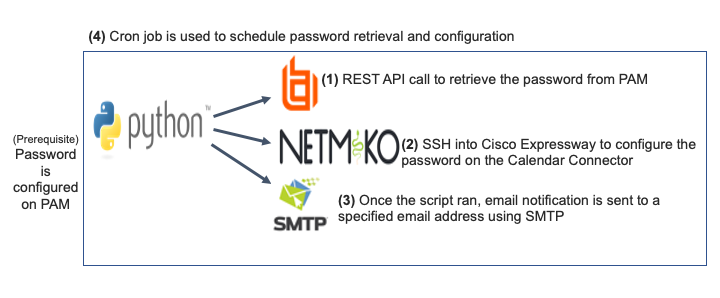 (4) Cron job is used to schedule password retrieval and configuration
(1) REST API call to retrieve the password from PAM
python™
(Prerequisite)
Password
is
configured
on PAM
NETMIKO
(2) SSH into Cisco Expressway to configure the
password on the Calendar Connector
(3) Once the script ran, email notification is sent to a
specified email address using SMTP
SMTP